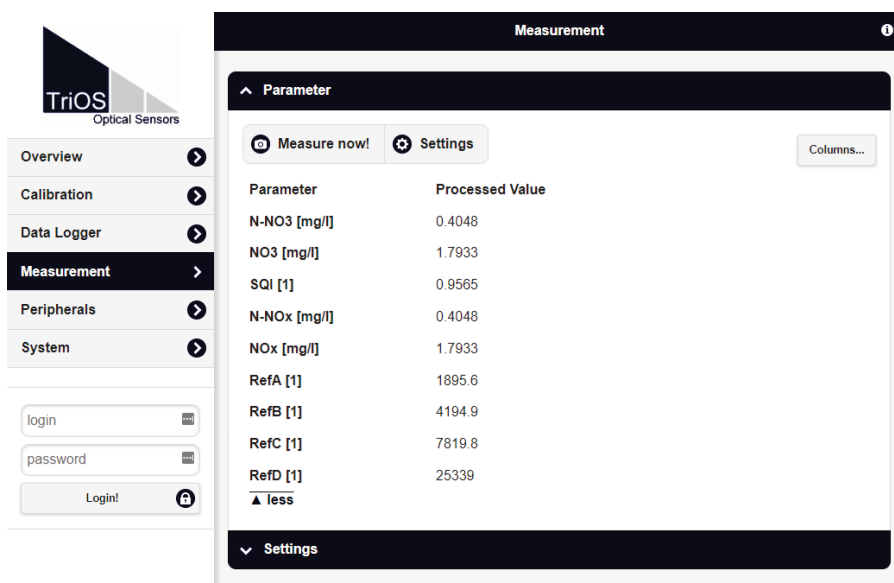 TriOS
Optical Sensors
Overview
Calibration
Data Logger
Measurement
Peripherals
System
login
password
Login!
Measurement
Parameter
Measure now! Settings Columns...
Parameter Processed Value
N-NO3 [mg/l] 0.4048
NO3 [mg/l] 1.7933
SQI [1] 0.9565
N-NOx [mg/l] 0.4048
NOx [mg/l] 1.7933
RefA [1] 1895.6
RefB [1] 4194.9
RefC [1] 7819.8
RefD [1] 25339
▲ less
Settings